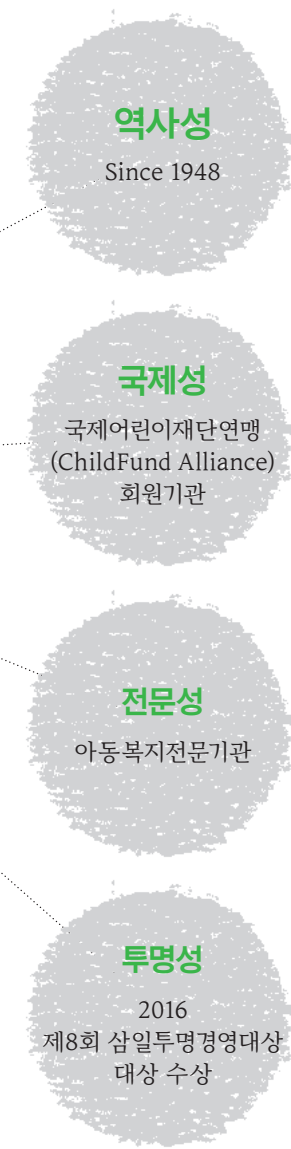 역사성
Since 1948
국제성
국제어린이재단연맹
(ChildFund Alliance)
회원기관
전문성
아동복지전문기관
투명성
2016
제8회 삼일투명경영대상
대상 수상